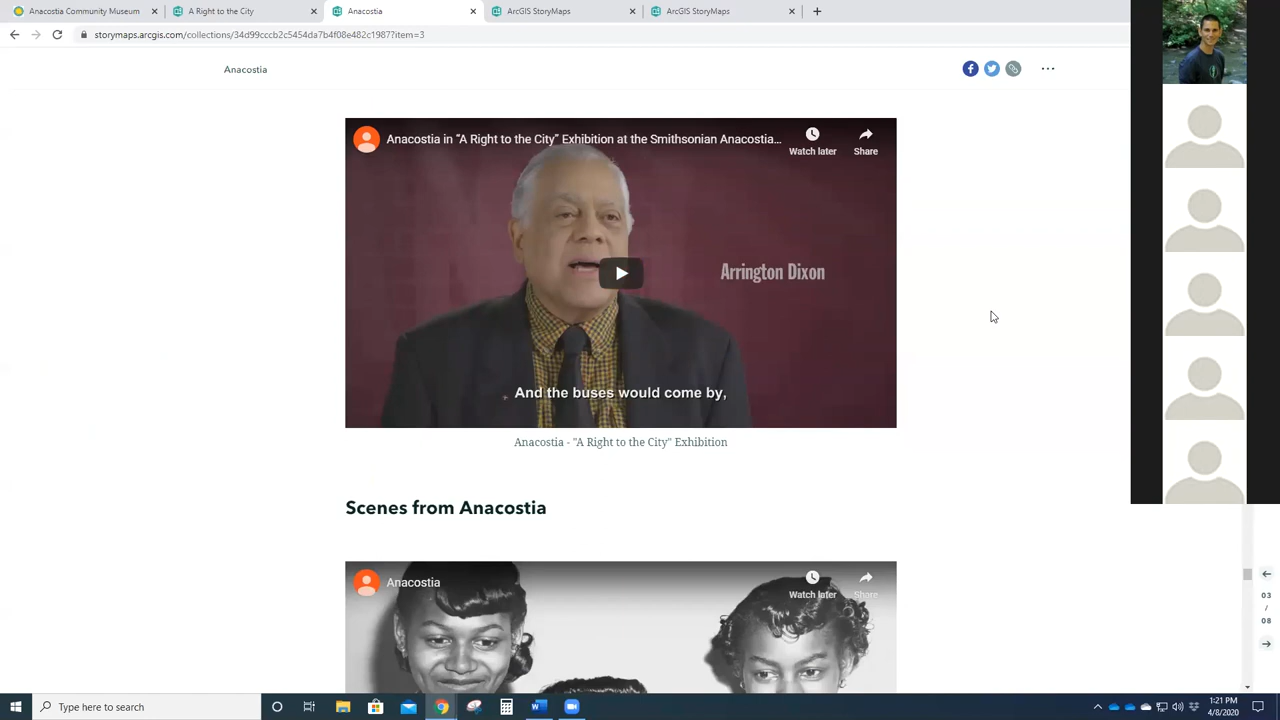 Anacostia Community Museum
A Right to the City
Anacostia
ArcGIS StoryMaps
ArcGIS StoryMaps
storymaps.arcgis.com/collections/34d99cccb2c5454da7b4f08e482c1987?item=3
Anacostia
Anacostia in "A Right to the City" Exhibition at the Smithsonian Anacostia...
Watch later
Share
Arrington Dixon
And the buses would come by,
Anacostia - "A Right to the City" Exhibition
Scenes from Anacostia
Anacostia
Watch later
Share
03
/
08
Type here to search
1:21 PM
4/8/2020